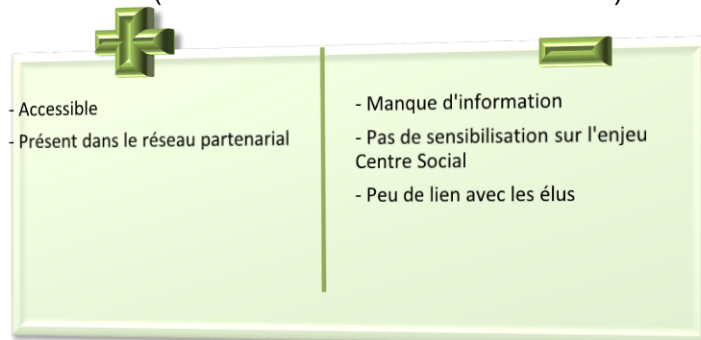 - Accessible
- Présent dans le réseau partenarial
- Manque d'information
- Pas de sensibilisation sur l'enjeu
Centre Social
- Peu de lien avec les élus